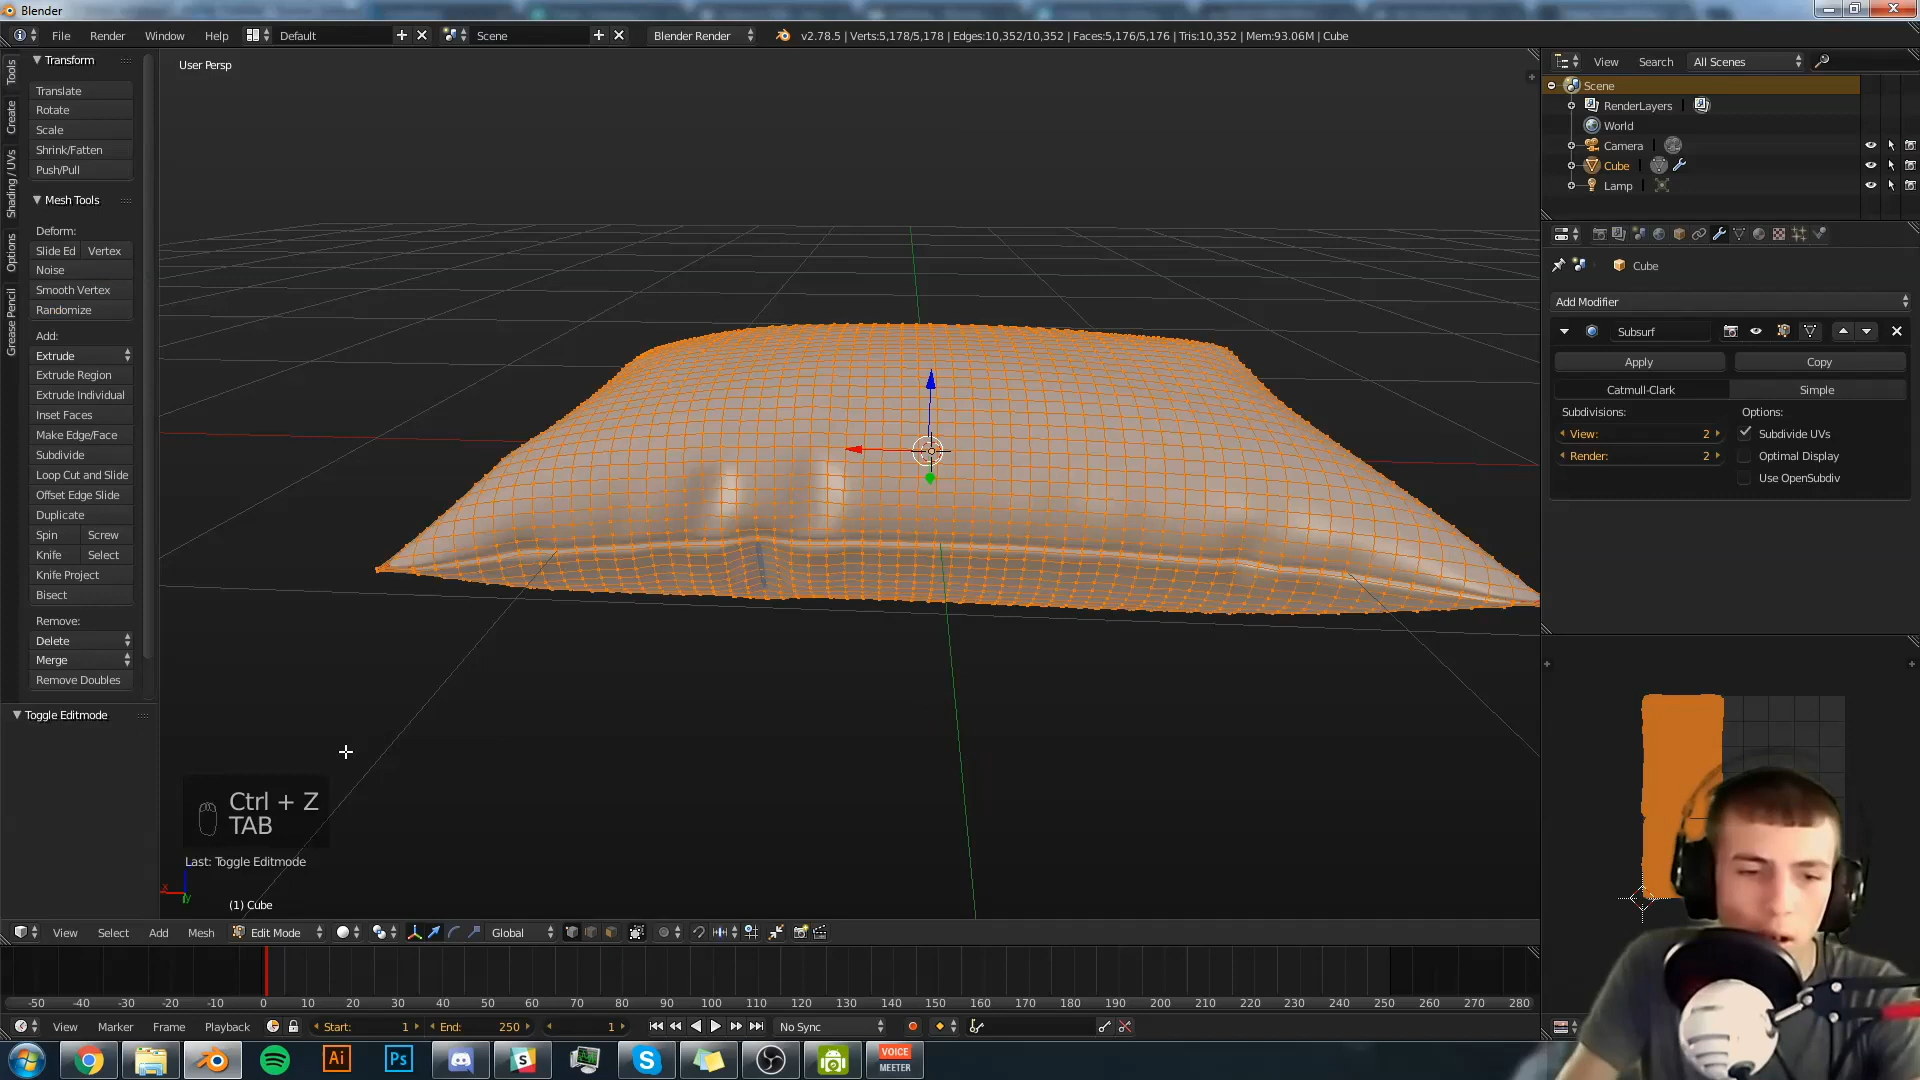 Blender
File Render Window Help Default Scene Blender Render v2.78.5 | Verts:5,178/5,178 | Edges:10,352/10,352 | Faces:5,176/5,176 | Tris:10,352 | Mem:93.06M | Cube
Tools
Create
Shading / UVs
Options
Grease Pencil
Transform
Translate
Rotate
Scale
Shrink/Fatten
Push/Pull
Mesh Tools
Deform:
Slide Ed Vertex
Noise
Smooth Vertex
Randomize
Add:
Extrude
Extrude Region
Extrude Individual
Inset Faces
Make Edge/Face
Subdivide
Loop Cut and Slide
Offset Edge Slide
Duplicate
Spin Screw
Knife Select
Knife Project
Bisect
Remove:
Delete
Merge
Remove Doubles
Toggle Editmode
User Persp
Ctrl + Z
TAB
Last: Toggle Editmode
x
y
(1) Cube
View Search All Scenes
Scene
RenderLayers
World
Camera
Cube
Lamp
Cube
Add Modifier
Subsurf
Apply Copy
Catmull-Clark Simple
Subdivisions: Options:
View: 2 Subdivide UVs
Render: 2 Optimal Display
Use OpenSubdiv
View Select Add Mesh Edit Mode Global
-50 -40 -30 -20 -10 0 10 20 30 40 50 60 70 80 90 100 110 120 130 140 150 160 170 180 190 200 210 220 230 240 250 260 270 280
View Marker Frame Playback Start: 1 End: 250 1 No Sync
Ai Ps S S VOICE
MEETER